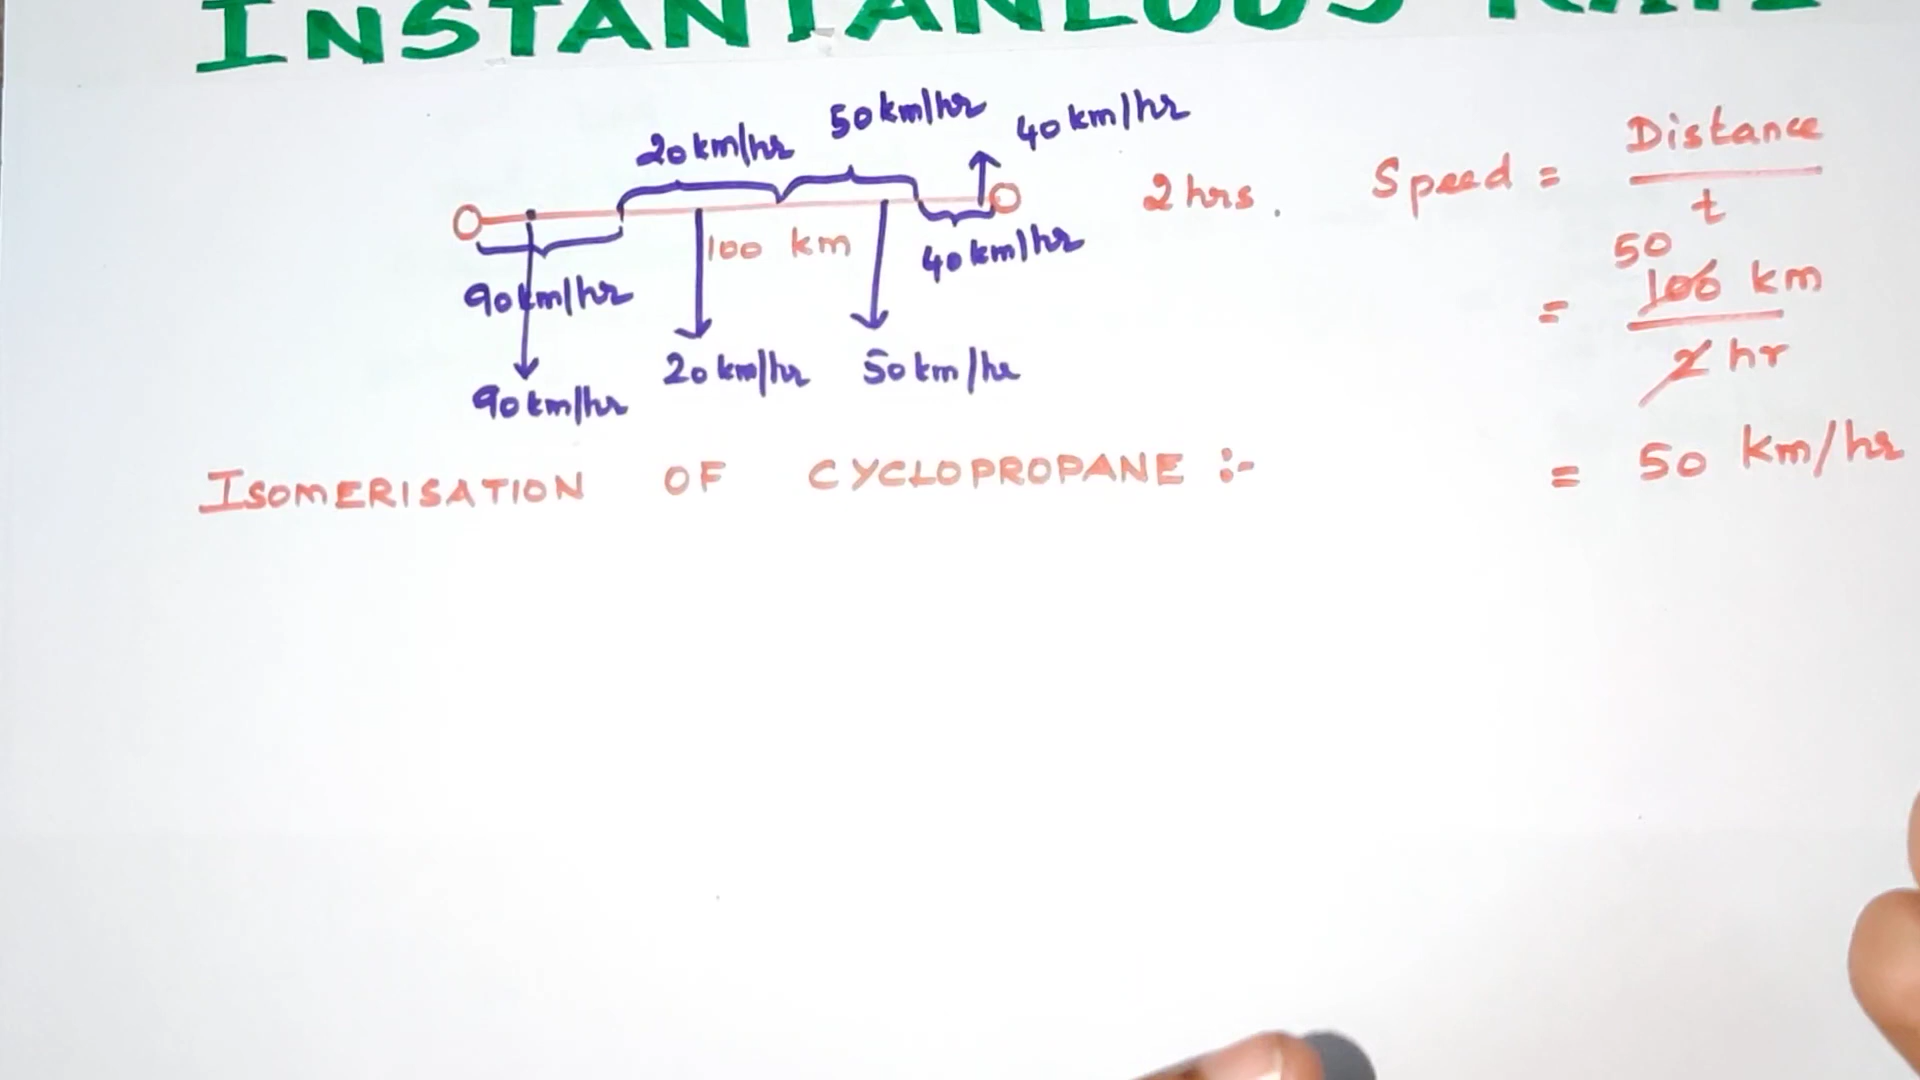 INSTANTANEOUS RATE
20km/hr 50km/hr 40km/hr
100 km
90km/hr 40km/hr
90km/hr 20km/hr 50km/hr
2 hrs.
Speed = Distance
t
50
= 100 km
2 hr
= 50 km/hr
ISOMERISATION OF CYCLOPROPANE :-